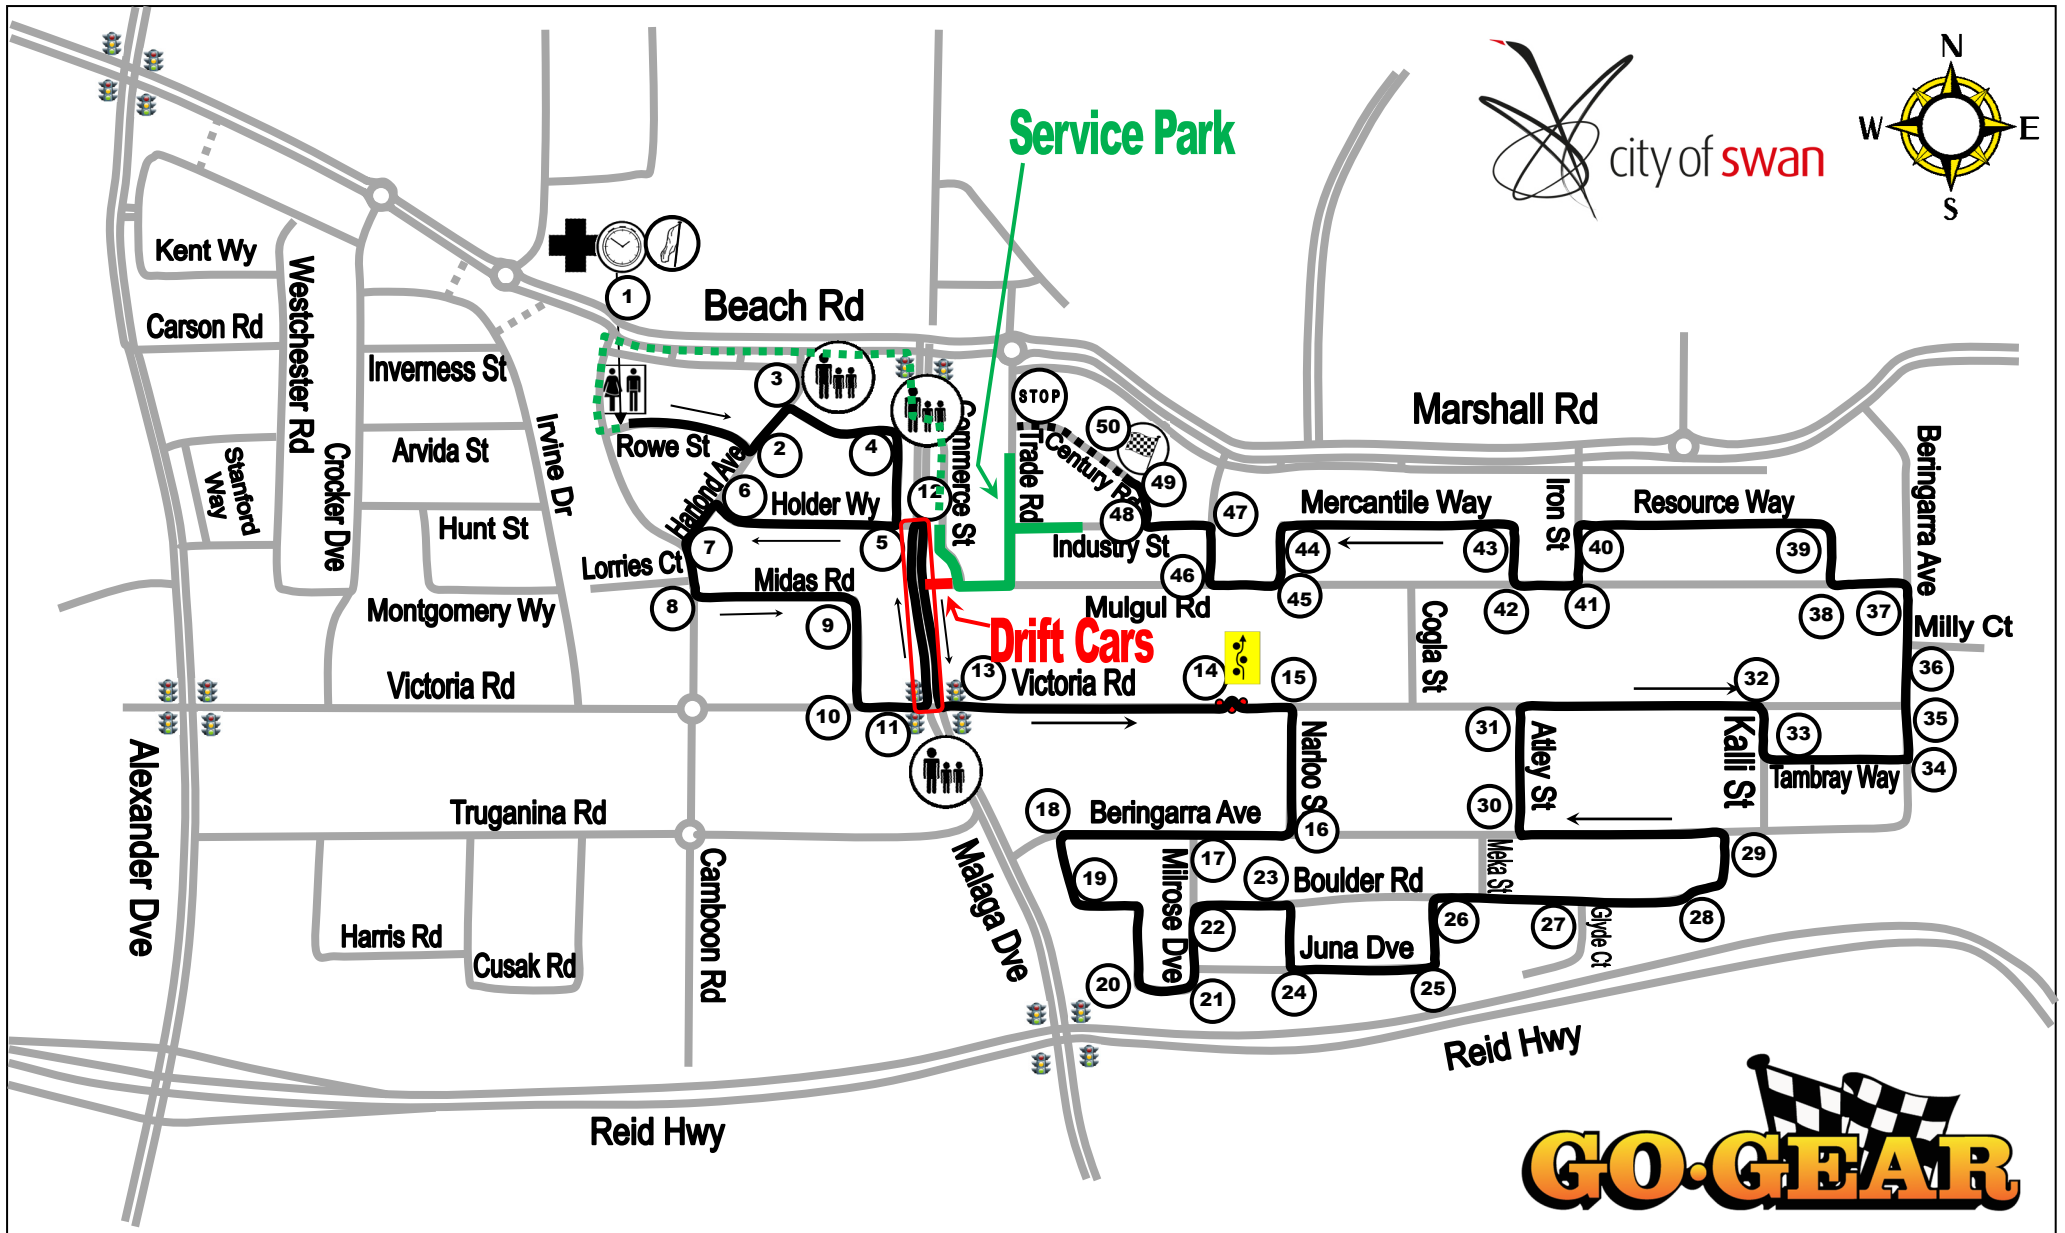 N
W
E
S
Service Park
city of swan
Kent Wy
Westchester Rd
1
Beach Rd
Carson Rd
Inverness St
3
STOP
Marshall Rd
50
Commerce St
Trade Rd
Century Rd
Irvine Dr
Rowe St
2
4
Arvida St
Crocker Dve
Stanford
Way
Harlond Ave
6
Holder Wy
12
49
48
47
Mercantile Way
Iron St
Resource Way
Beringarra Ave
Hunt St
7
5
Industry St
44
43
40
39
Lorries Ct
Midas Rd
46
45
42
41
38
37
Montgomery Wy
8
9
Mulgul Rd
Cogla St
Milly Ct
Drift Cars
36
Victoria Rd
13
Victoria Rd
14
15
32
10
11
31
33
35
Alexander Dve
Narloo St
Atley St
Kalli St
Tambray Way
34
Truganina Rd
18
Beringarra Ave
16
30
Camboon Rd
Malaga Dve
19
Milrose Dve
17
23
Boulder Rd
Meka St
29
Harris Rd
Cusak Rd
22
Juna Dve
26
27
Glyde Ct
28
20
21
24
25
Reid Hwy
Reid Hwy
GO·GEAR